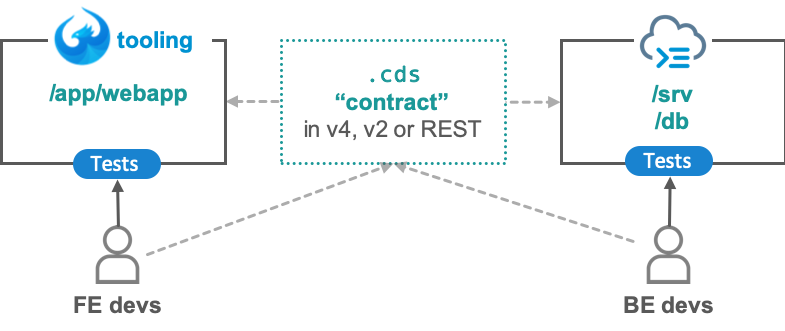 tooling
/app/webapp
Tests
FE devs
.cds
“contract”
in v4, v2 or REST
/srv
/db
Tests
BE devs